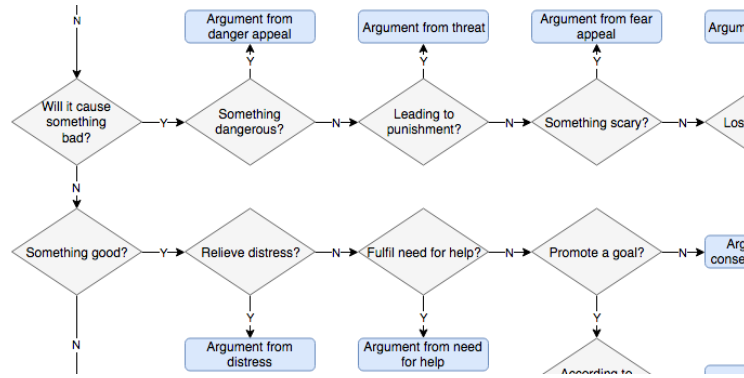 N
Argument from
danger appeal
Argument from threat
Argument from fear
appeal
Y
Y
Y
Will it cause
something
bad?
Y
Something
dangerous?
N
Leading to
punishment?
N
Something scary?
N
N
Something good?
Y
Relieve distress?
N
Fulfil need for help?
N
Promote a goal?
N
Y
Y
Y
N
Argument from
distress
Argument from need
for help
According to